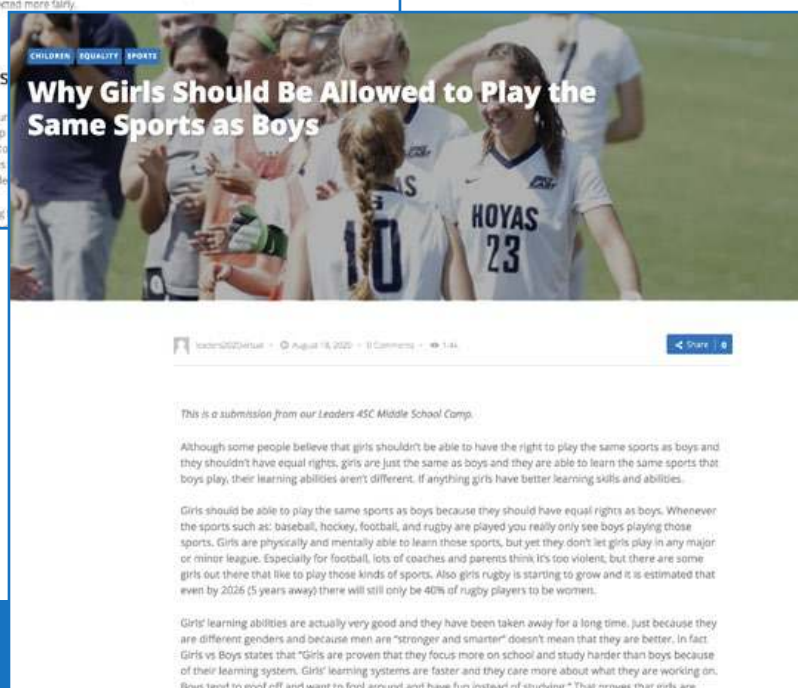 ected more fairly.
CHILDREN EQUALITY SPORTS
Why Girls Should Be Allowed to Play the
Same Sports as Boys
HOYAS
23
10
AS
August 18, 2020 0 Comments
Share 0
This is a submission from our Leaders 4SC Middle School Camp.
Although some people believe that girls shouldn't be able to have the right to play the same sports as boys and
they shouldn't have equal rights, girls are just the same as boys and they are able to learn the same sports that
boys play, their learning abilities aren't different. If anything girls have better learning skills and abilities.
Girls should be able to play the same sports as boys because they should have equal rights as boys. Whenever
the sports such as: baseball, hockey, football, and rugby are played you really only see boys playing those
sports. Girls are physically and mentally able to learn those sports, but yet they don't let girls play in any major
or minor league. Especially for football, lots of coaches and parents think it's too violent, but there are some
girls out there that like to play those kinds of sports. Also girls rugby is starting to grow and it is estimated that
even by 2026 (5 years away) there will still only be 40% of rugby players to be women.
Girls' learning abilities are actually very good and they have been taken away for a long time. Just because they
are different genders and because men are "stronger and smarter" doesn't mean that they are better. In fact
Girls vs Boys states that "Girls are proven that they focus more on school and study harder than boys because
of their learning system. Girls' learning systems are faster and they care more about what they are working on.
Boys tend to goof off and want to fool around and have fun instead of studying." That proves that girls are